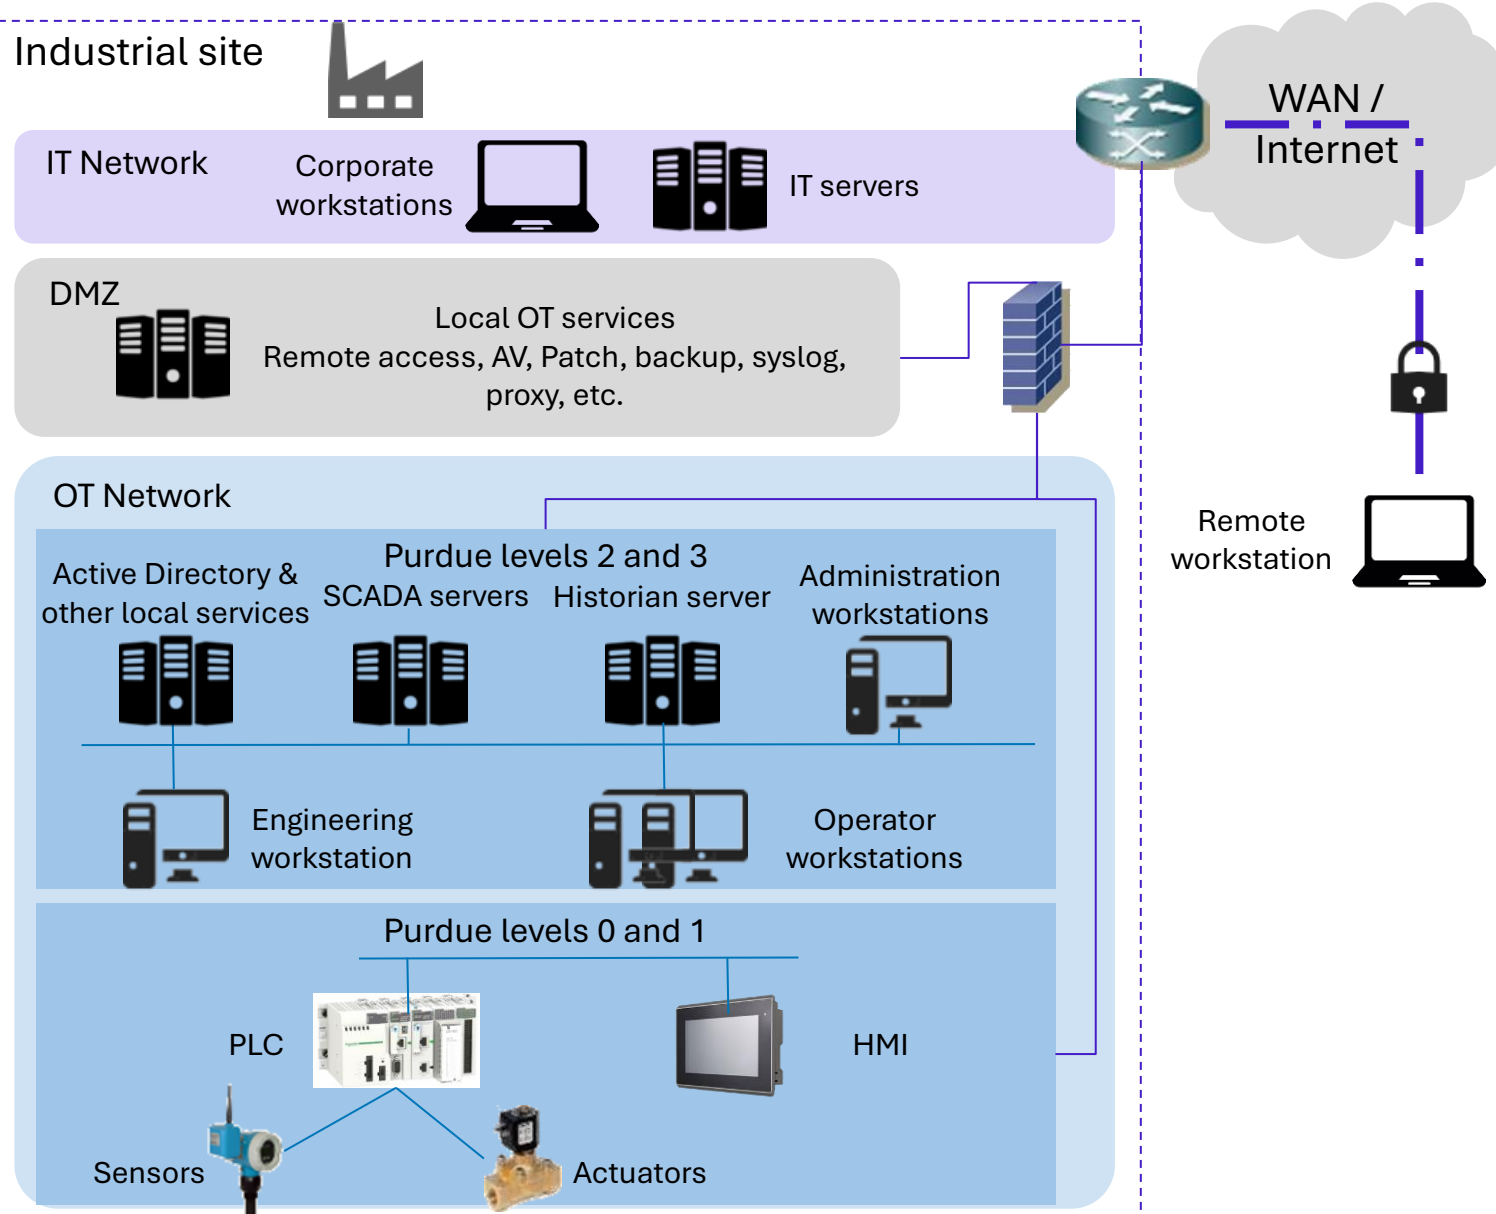 Industrial site
WAN /
Internet
IT Network
Corporate
workstations
IT servers
DMZ
Local OT services
Remote access, AV, Patch, backup, syslog,
proxy, etc.
OT Network
Remote
workstation
Purdue levels 2 and 3
Active Directory &
other local services
SCADA servers
Historian server
Administration
workstations
Engineering
workstation
Operator
workstations
Purdue levels 0 and 1
PLC
HMI
Sensors
Actuators